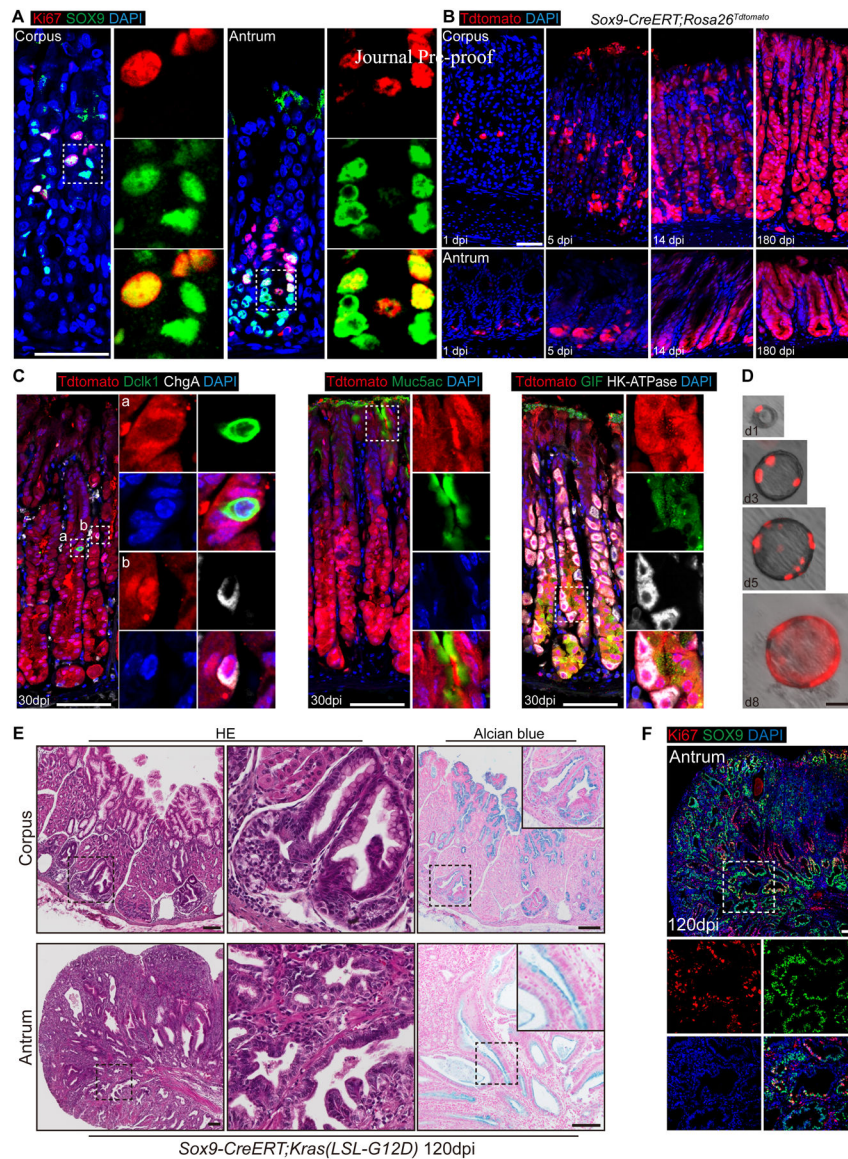 A
Ki67 SOX9 DAPI
Corpus
Antrum
Journal Pre-proof
B
Tdtomato DAPI
Sox9-CreERT;Rosa26Tdtomato
Corpus
1 dpi
5 dpi
14 dpi
180 dpi
Antrum
1 dpi
5 dpi
14 dpi
180 dpi
C
Tdtomato Dclk1 ChgA DAPI
a
b
a
b
30dpi
Tdtomato Muc5ac DAPI
30dpi
Tdtomato GIF HK-ATPase DAPI
30dpi
D
d1
d3
d5
d8
E
HE
Alcian blue
Corpus
Antrum
Sox9-CreERT;Kras(LSL-G12D) 120dpi
F
Ki67 SOX9 DAPI
Antrum
120dpi